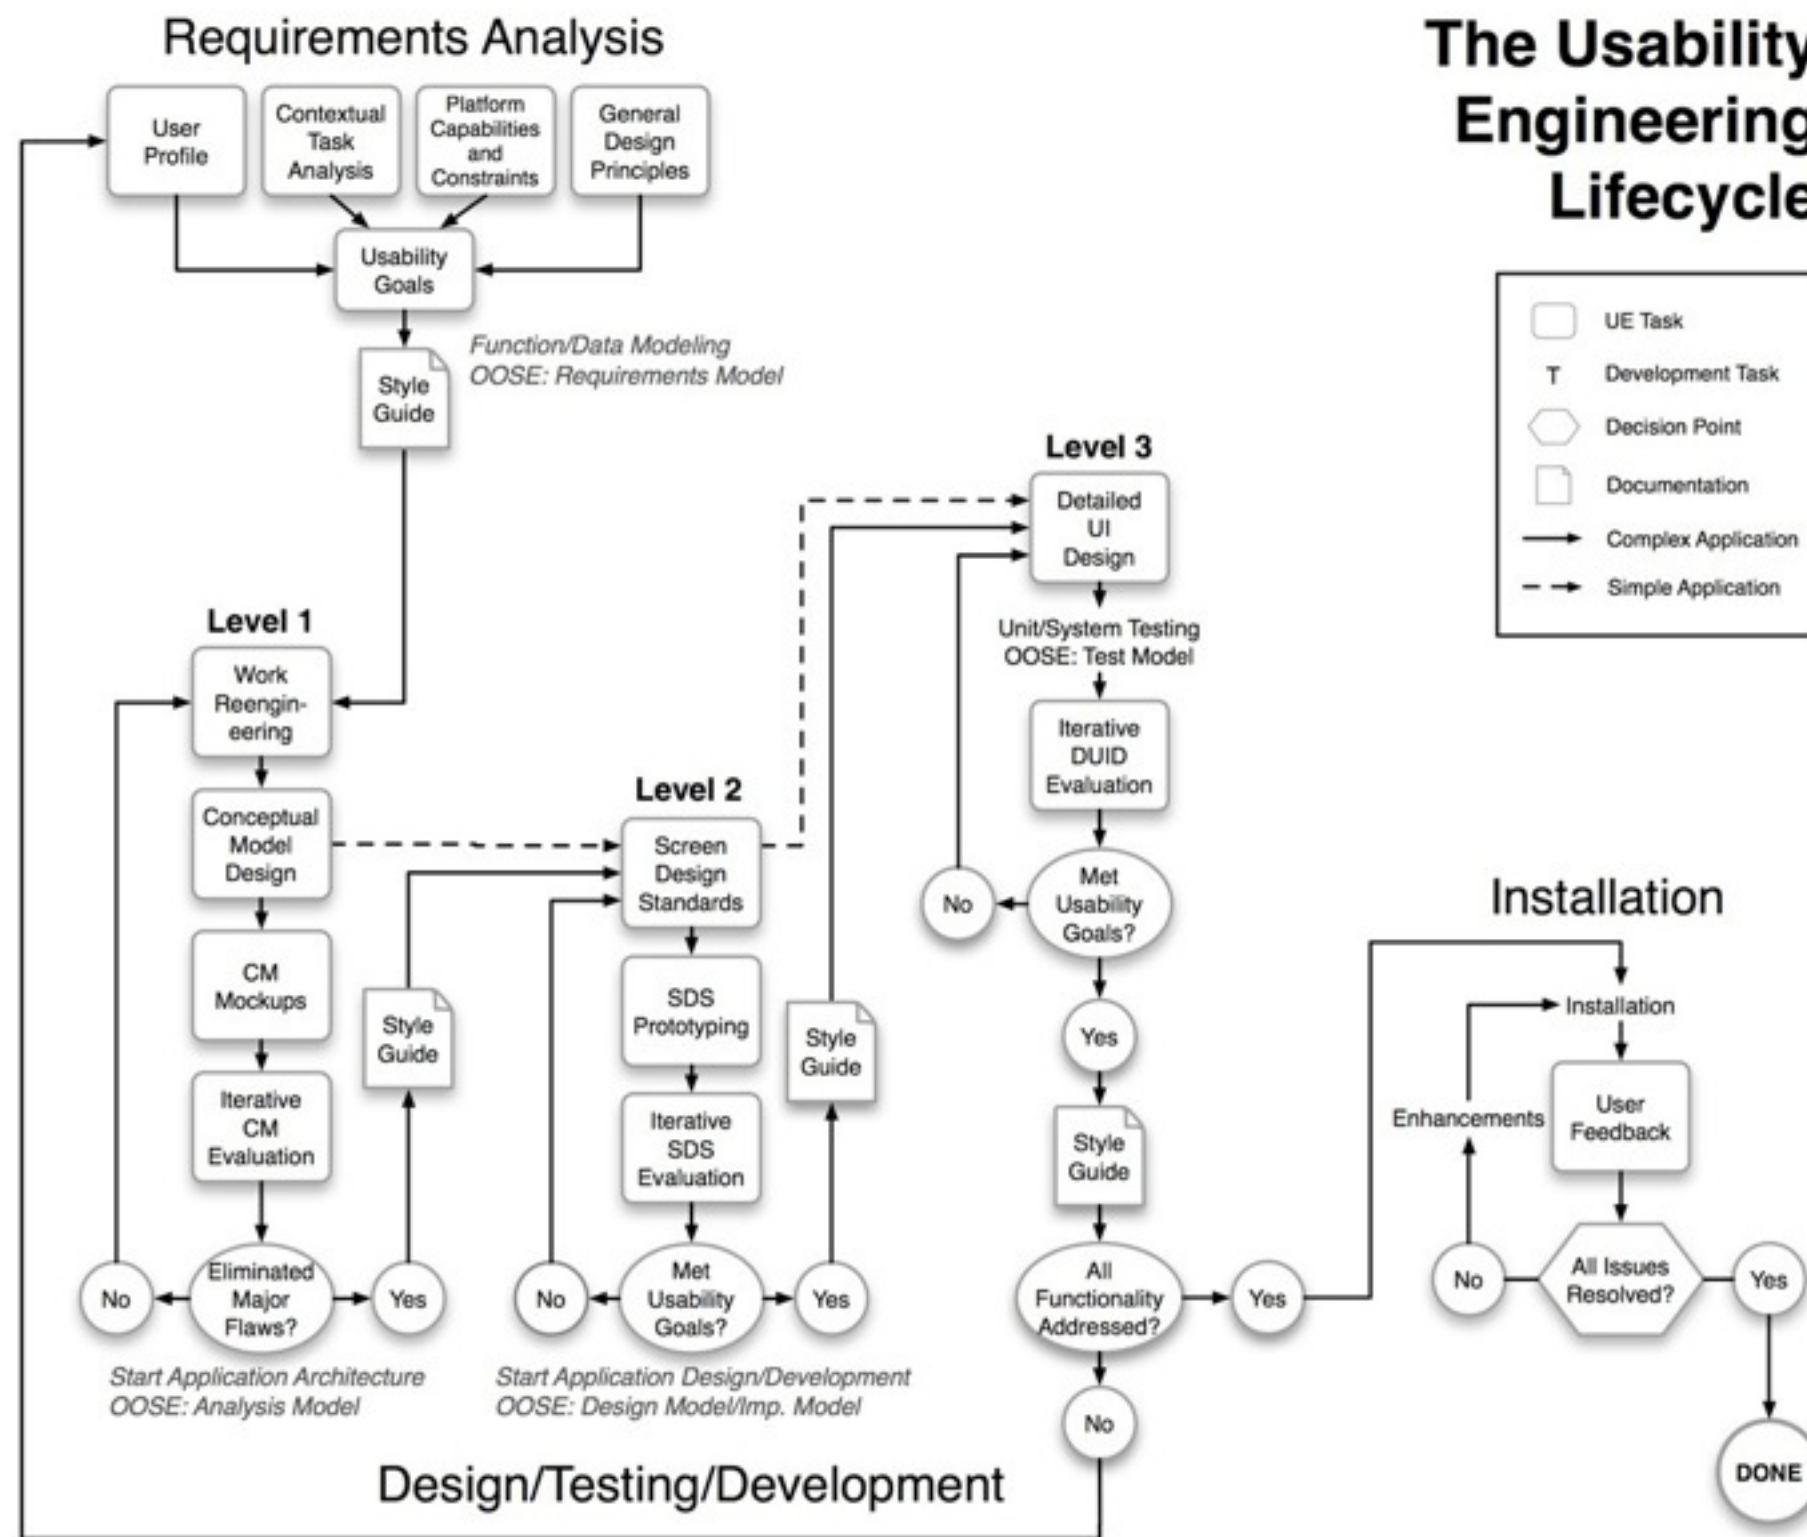 Requirements Analysis
The Usability
Engineering
Lifecycle
User
Profile
Contextual
Task
Analysis
Platform
Capabilities
and
Constraints
General
Design
Principles
Usability
Goals
Style
Guide
Function/Data Modeling
OOSE: Requirements Model
UE Task
T
Development Task
Decision Point
Documentation
Complex Application
Simple Application
Level 1
Work
Reengin-
eering
Conceptual
Model
Design
CM
Mockups
Iterative
CM
Evaluation
Eliminated
Major
Flaws?
No
Yes
Style
Guide
Start Application Architecture
OOSE: Analysis Model
Level 2
Screen
Design
Standards
SDS
Prototyping
Iterative
SDS
Evaluation
Met
Usability
Goals?
No
Yes
Style
Guide
Start Application Design/Development
OOSE: Design Model/Imp. Model
Level 3
Detailed
UI
Design
Unit/System Testing
OOSE: Test Model
Iterative
DUID
Evaluation
Met
Usability
Goals?
No
Yes
Style
Guide
All
Functionality
Addressed?
Yes
No
Design/Testing/Development
Installation
Installation
User
Feedback
Enhancements
All Issues
Resolved?
No
Yes
DONE